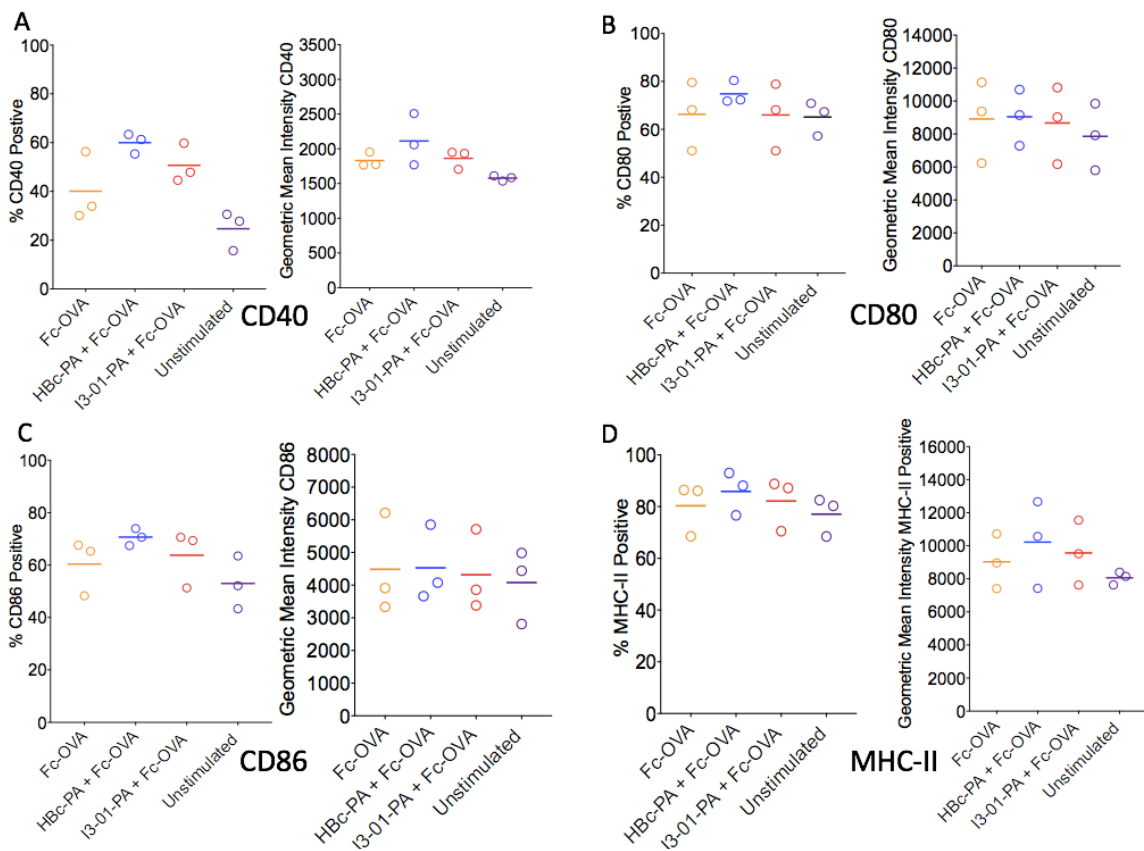 A
% CD40 Positive
100
80
60
40
20
0
Fc-OVA
HBc-PA + Fc-OVA
I3-01-PA + Fc-OVA
Unstimulated
Geometric Mean Intensity CD40
3500
3000
2500
2000
1500
1000
500
0
Fc-OVA
HBc-PA + Fc-OVA
I3-01-PA + Fc-OVA
Unstimulated
CD40
B
% CD80 Postive
100
80
60
40
20
0
Fc-OVA
HBc-PA + Fc-OVA
I3-01-PA + Fc-OVA
Unstimulated
Geometric Mean Intensity CD80
14000
12000
10000
8000
6000
4000
2000
0
Fc-OVA
HBc-PA + Fc-OVA
I3-01-PA + Fc-OVA
Unstimulated
CD80
C
% CD86 Positive
100
80
60
40
20
0
Fc-OVA
HBc-PA + Fc-OVA
I3-01-PA + Fc-OVA
Unstimulated
Geometric Mean Intensity CD86
8000
7000
6000
5000
4000
3000
2000
1000
0
Fc-OVA
HBc-PA + Fc-OVA
I3-01-PA + Fc-OVA
Unstimulated
CD86
D
% MHC-II Positive
100
80
60
40
20
0
Fc-OVA
HBc-PA + Fc-OVA
I3-01-PA + Fc-OVA
Unstimulated
Geometric Mean Intensity MHC-II Positive
16000
14000
12000
10000
8000
6000
4000
2000
0
Fc-OVA
HBc-PA + Fc-OVA
I3-01-PA + Fc-OVA
Unstimulated
MHC-II